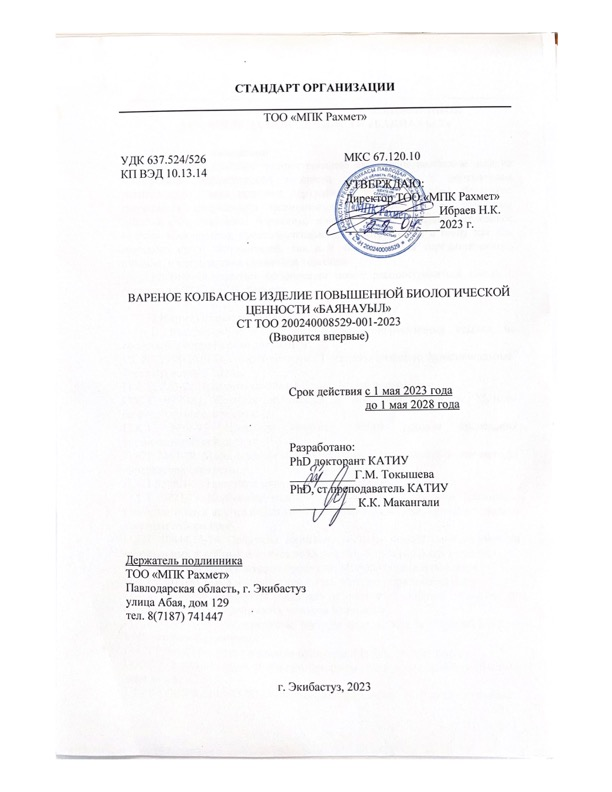 СТАНДАРТ ОРГАНИЗАЦИИ
ТОО «МПК Рахмет»
УДК 637.524/526
КП ВЭД 10.13.14
МКС 67.120.10
УТВЕРЖДАЮ:
Директор ТОО «МПК Рахмет»
Ибраев Н.К.
2023 г.
200240008529
ВАРЕНОЕ КОЛБАСНОЕ ИЗДЕЛИЕ ПОВЫШЕННОЙ БИОЛОГИЧЕСКОЙ
ЦЕННОСТИ «БАЯНАУЫЛ»
СТ ТОО 200240008529-001-2023
(Вводится впервые)
Срок действия с 1 мая 2023 года
до 1 мая 2028 года
Разработано:
PhD докторант КАТИУ
Г.М. Токышева
PhD, ст.преподаватель КАТИУ
К.К. Макангали
Держатель подлинника
ТОО «МПК Рахмет»
Павлодарская область, г. Экибастуз
улица Абая, дом 129
тел. 8(7187) 741447
г. Экибастуз, 2023